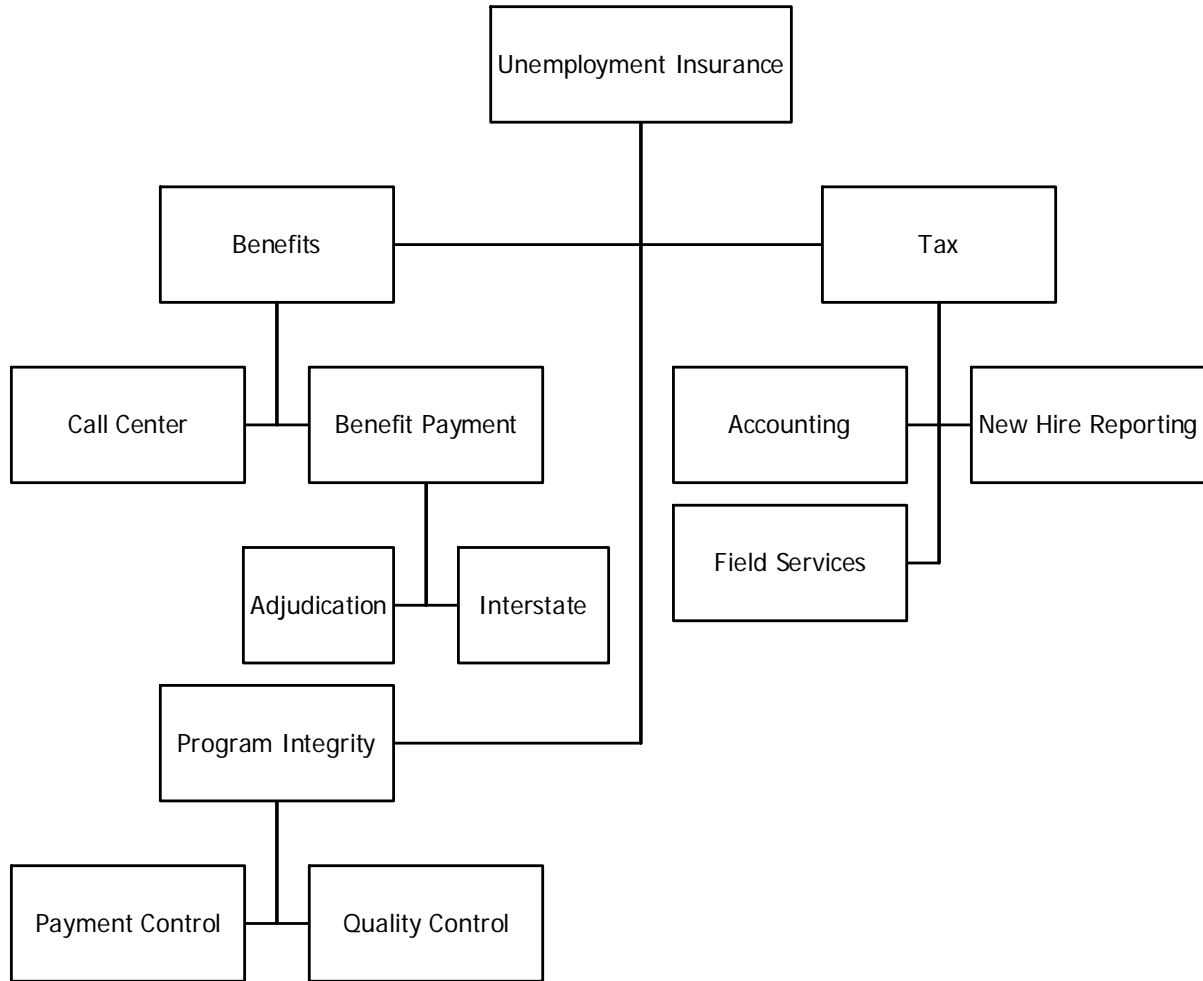 Unemployment Insurance
Benefits
Tax
Call Center
Benefit Payment
Accounting
New Hire Reporting
Field Services
Adjudication
Interstate
Program Integrity
Payment Control
Quality Control